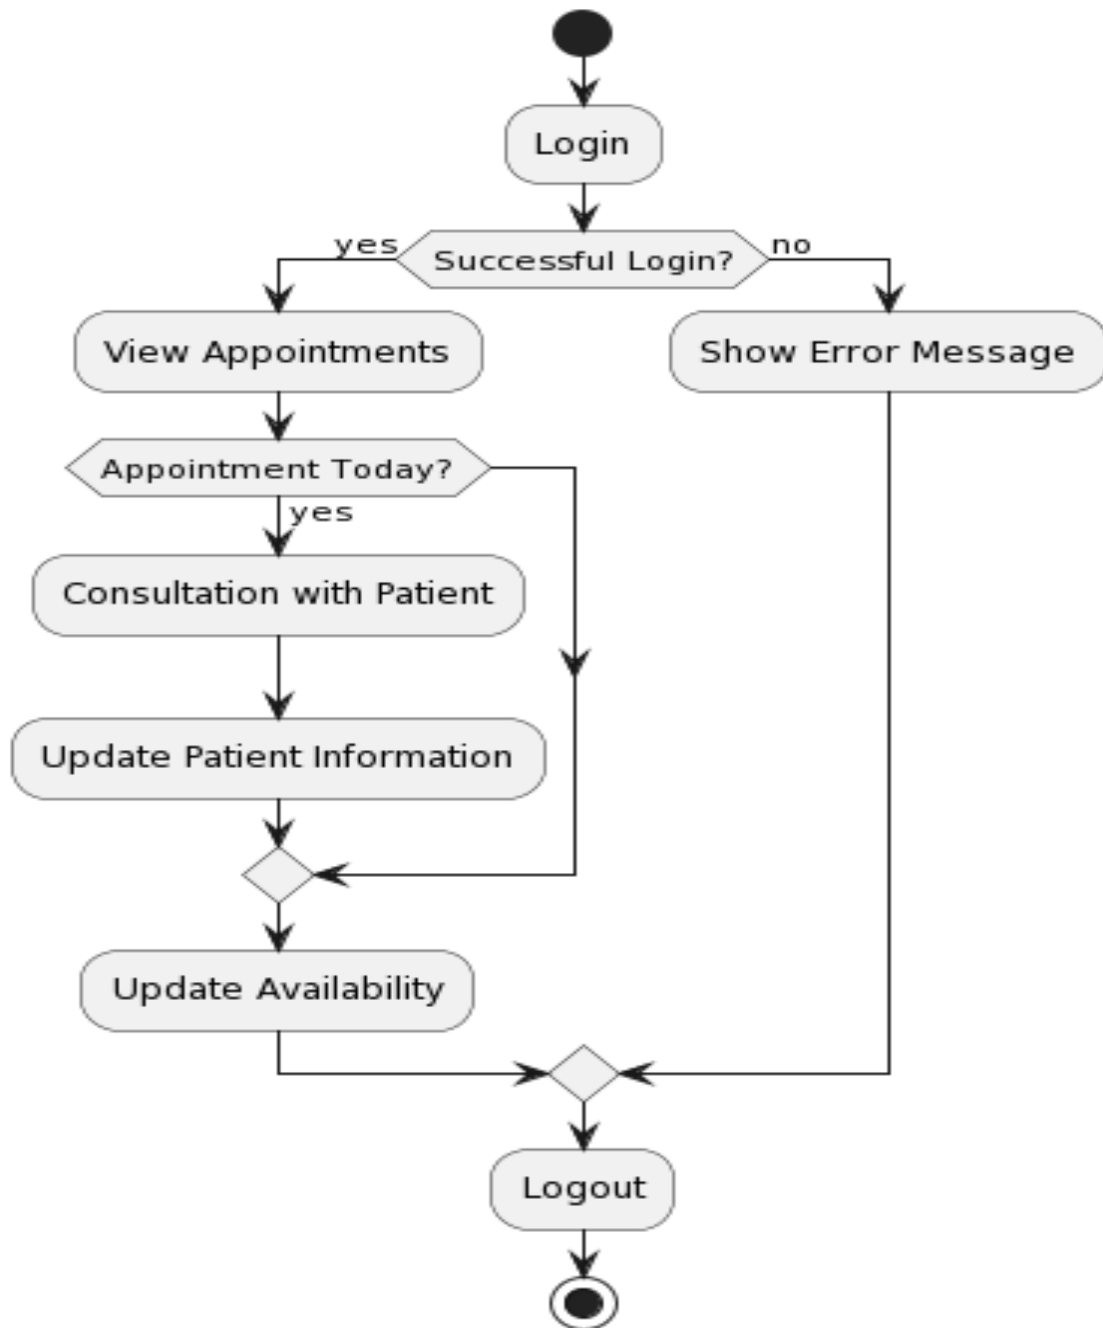 Login
yes
Successful Login?
no
View Appointments
Show Error Message
Appointment Today?
yes
Consultation with Patient
Update Patient Information
Update Availability
Logout